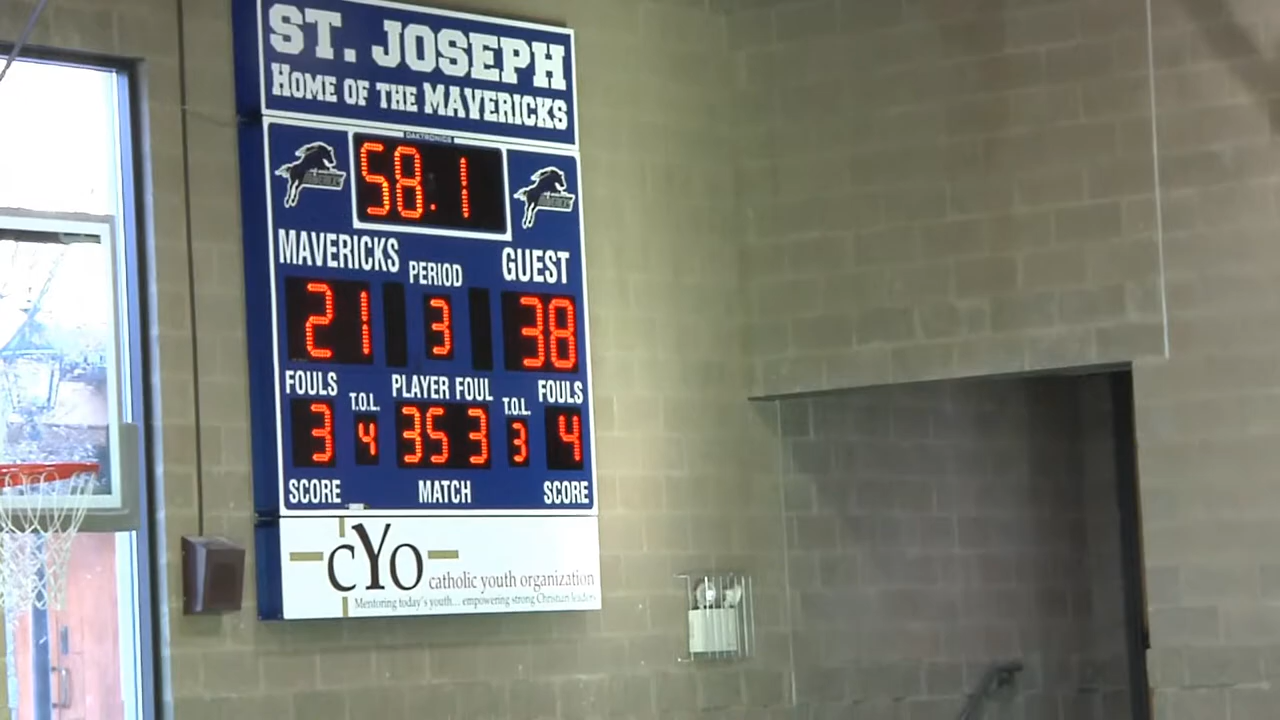 ST. JOSEPH
HOME OF THE MAVERICKS
DAKTRONICS
58.1
MAVERICKS
MAVERICKS
MAVERICKS PERIOD GUEST
21 3 38
FOULS T.O.L. PLAYER FOUL T.O.L. FOULS
3 4 35 3 3 4
SCORE MATCH SCORE
cYo catholic youth organization
Mentoring today's youth... empowering strong Christian leaders